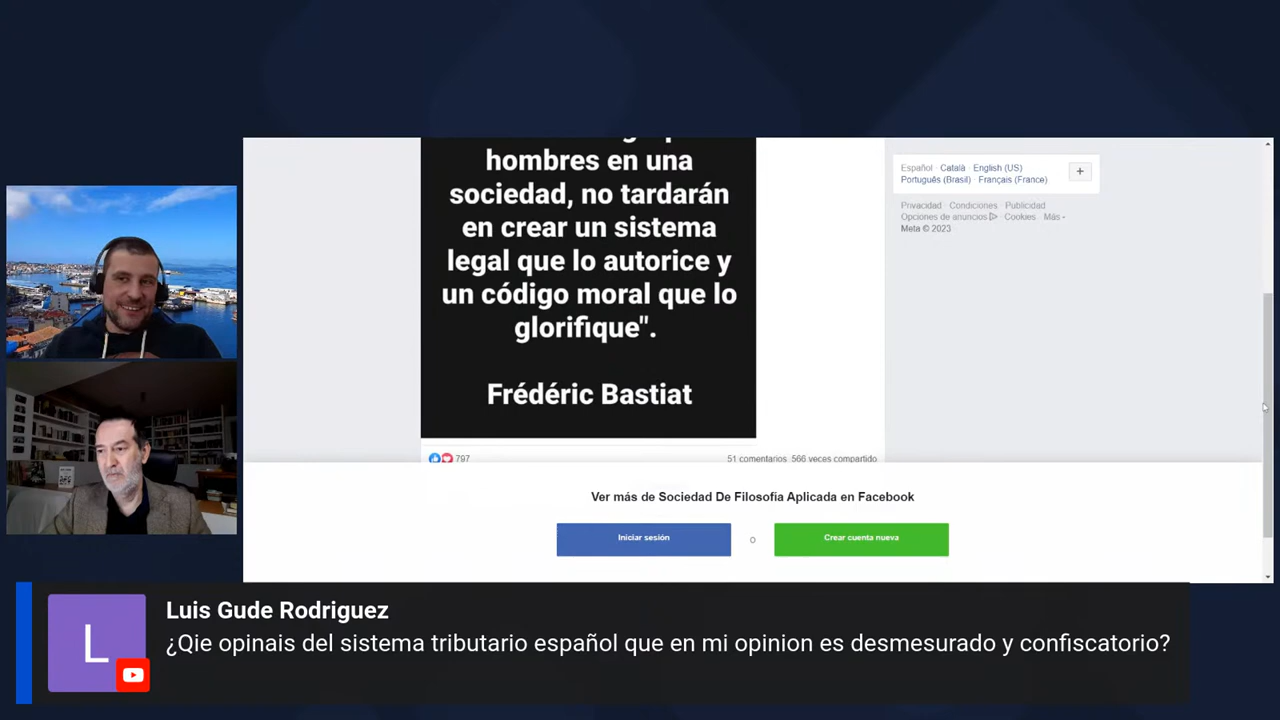 hombres en una
sociedad, no tardarán
en crear un sistema
legal que lo autorice y
un código moral que lo
glorifique".
Frédéric Bastiat
797
51 comentarios 566 veces compartido
Español · Català · English (US)
Português (Brasil) · Français (France)
+
Privacidad · Condiciones · Publicidad
Opciones de anuncios · Cookies · Más
Meta © 2023
Ver más de Sociedad De Filosofia Aplicada en Facebook
Iniciar sesión
o
Crear cuenta nueva
L
Luis Gude Rodriguez
¿Qie opinais del sistema tributario español que en mi opinion es desmesurado y confiscatorio?